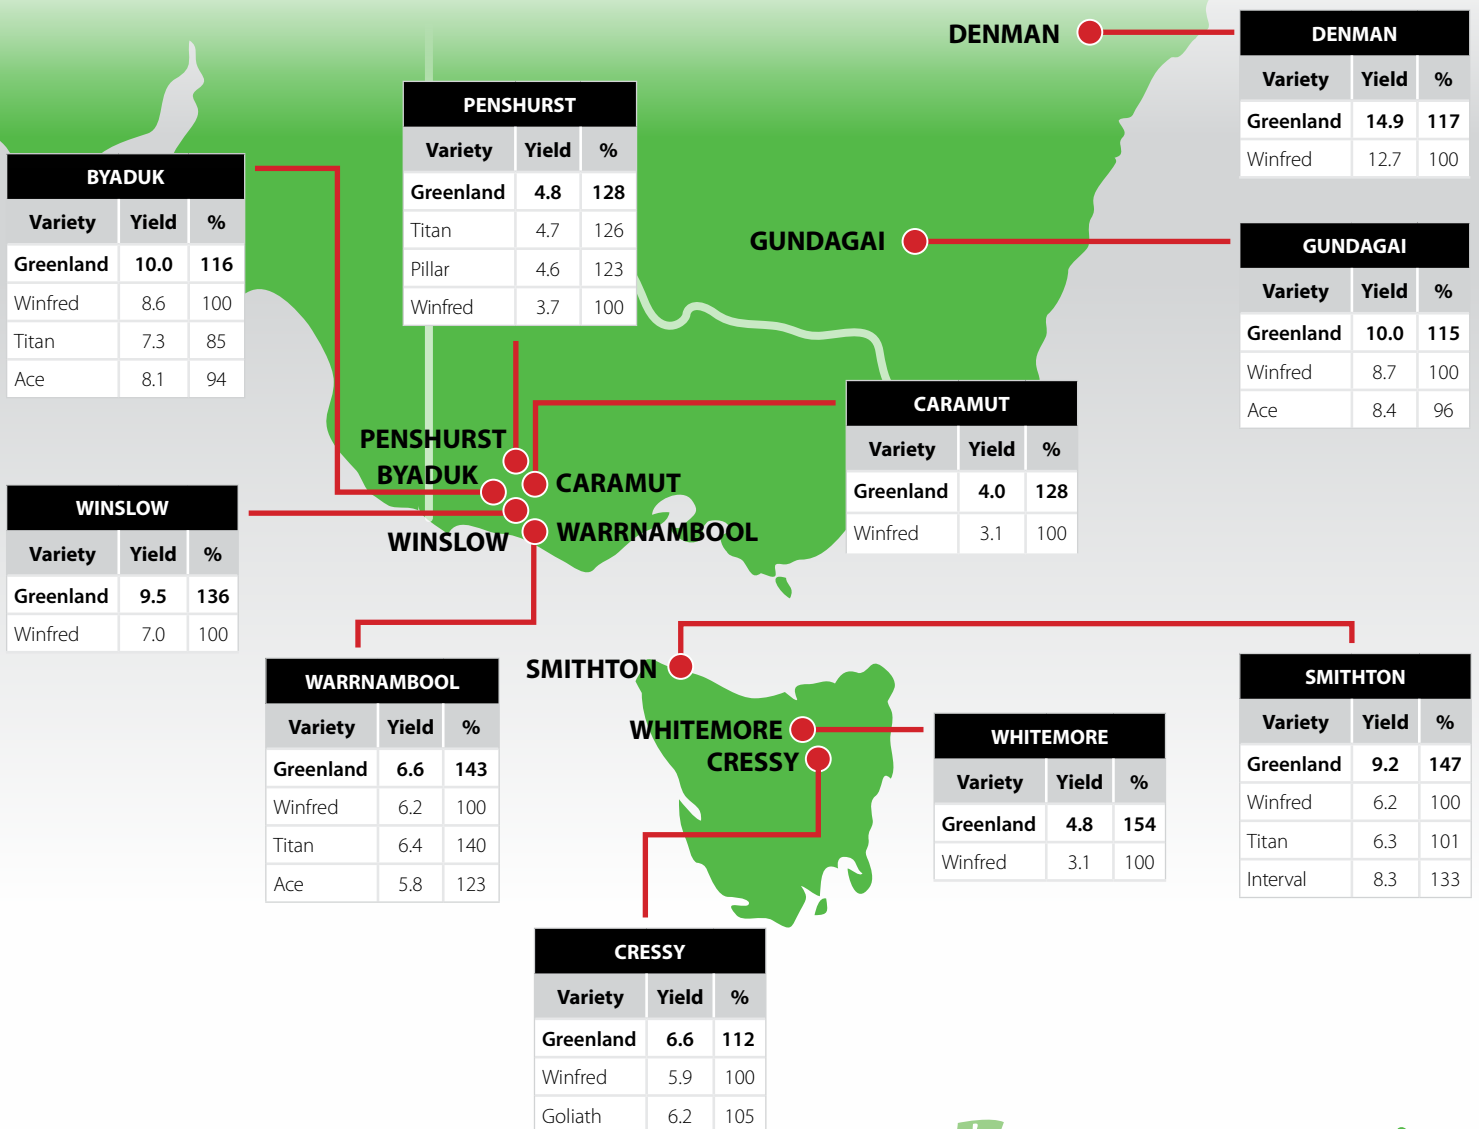 DENMAN
DENMAN
Variety Yield %
Greenland 14.9 117
Winfred 12.7 100
PENSHURST
Variety Yield %
Greenland 4.8 128
Titan 4.7 126
Pillar 4.6 123
Winfred 3.7 100
BYADUK
Variety Yield %
Greenland 10.0 116
Winfred 8.6 100
Titan 7.3 85
Ace 8.1 94
GUNDAGAI
GUNDAGAI
Variety Yield %
Greenland 10.0 115
Winfred 8.7 100
Ace 8.4 96
CARAMUT
Variety Yield %
Greenland 4.0 128
Winfred 3.1 100
PENSHURST
BYADUK
CARAMUT
WINSLOW
WARRNAMBOOL
WINSLOW
Variety Yield %
Greenland 9.5 136
Winfred 7.0 100
WARRNAMBOOL
Variety Yield %
Greenland 6.6 143
Winfred 6.2 100
Titan 6.4 140
Ace 5.8 123
SMITHTON
WHITEMORE
CRESSY
WHITEMORE
Variety Yield %
Greenland 4.8 154
Winfred 3.1 100
SMITHTON
Variety Yield %
Greenland 9.2 147
Winfred 6.2 100
Titan 6.3 101
Interval 8.3 133
CRESSY
Variety Yield %
Greenland 6.6 112
Winfred 5.9 100
Goliath 6.2 105